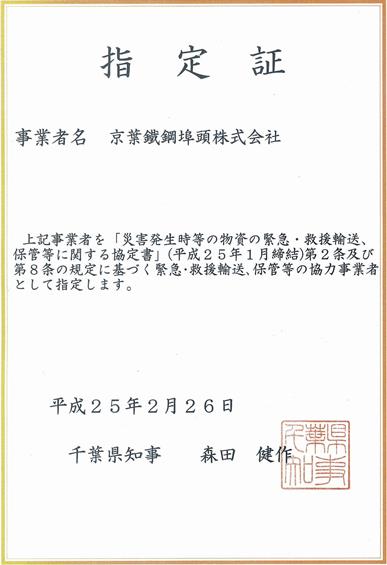 指定証
事業者名　京葉鐵鋼埠頭株式会社
上記事業者を「災害発生時等の物資の緊急・救援輸送、
保管等に関する協定書」(平成２５年１月締結)第２条及び
第８条の規定に基づく緊急・救援輸送、保管等の協力事業者
として指定します。
平成２５年２月２６日
千葉県知事　森田　健作
千葉県知事